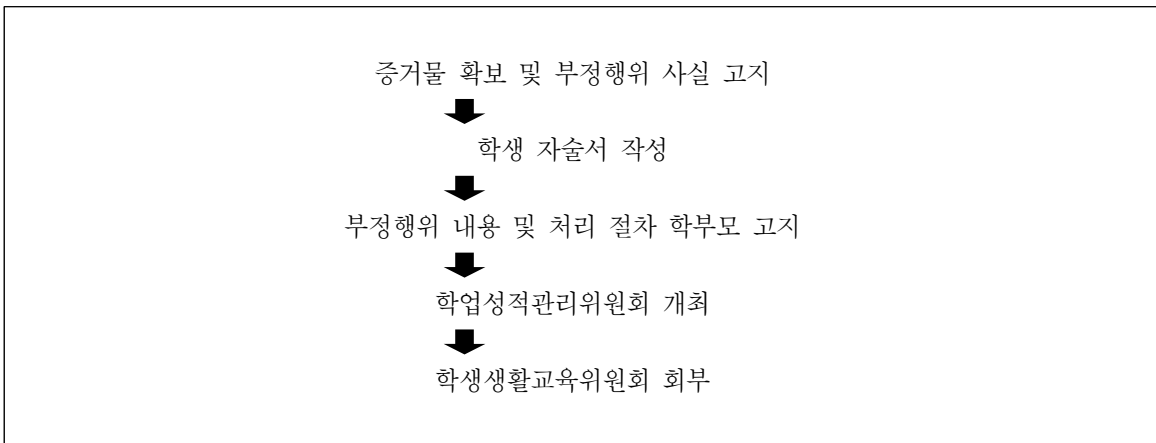 증거물 확보 및 부정행위 사실 고지
학생 자술서 작성
부정행위 내용 및 처리 절차 학부모 고지
학업성적관리위원회 개최
학생생활교육위원회 회부